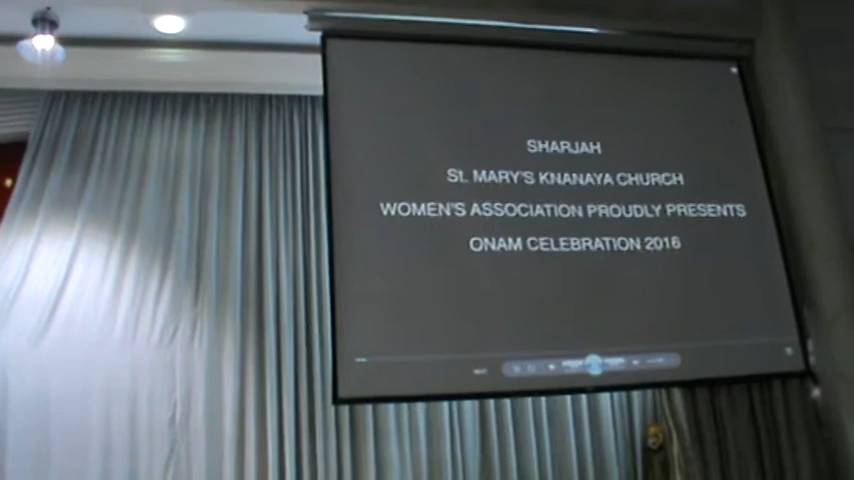 SHARJAH
St. MARY'S KNANAYA CHURCH
WOMEN'S ASSOCIATION PROUDLY PRESENTS
ONAM CELEBRATION 2016